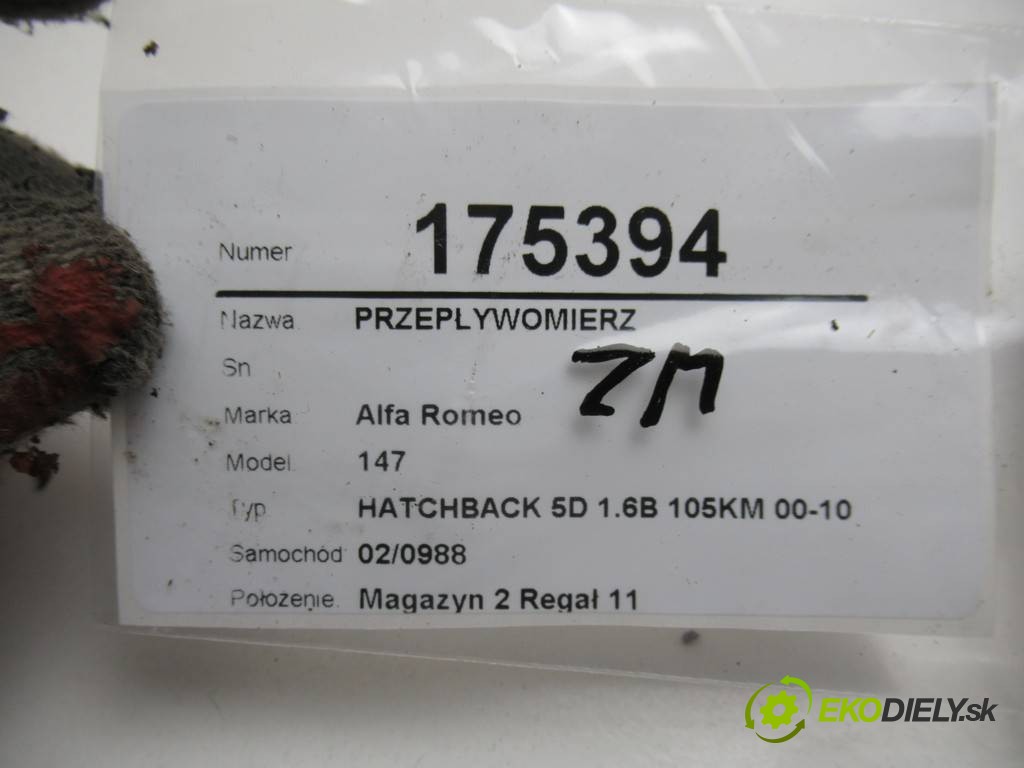 Numer 175394
Nazwa PRZEPŁYWOMIERZ
Sn
ZM
Marka Alfa Romeo
Model 147
Typ HATCHBACK 5D 1.6B 105KM 00-10
Samochód 02/0988
Położenie Magazyn 2 Regał 11
EKODIELY.sk